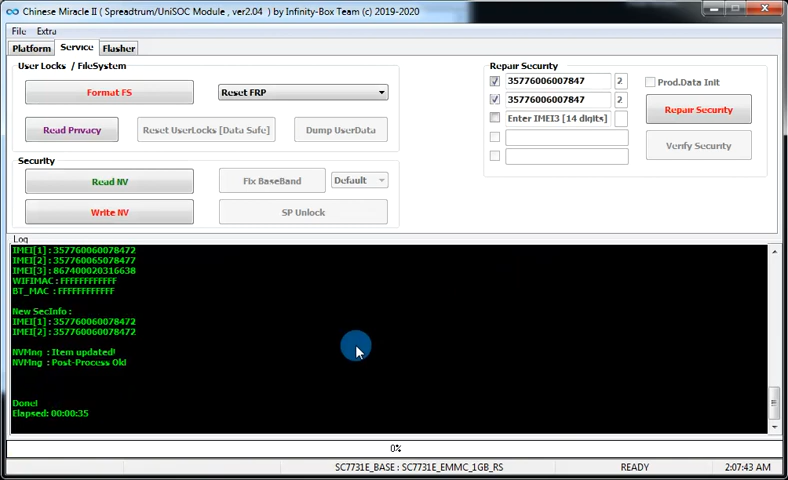 Chinese Miracle II ( Spreadtrum/UniSOC Module , ver2.04 ) by Infinity-Box Team (c) 2019-2020
File Extra
Platform Service Flasher
User Locks / FileSystem
Format FS
Reset FRP
Read Privacy
Reset UserLocks [Data Safe]
Dump UserData
Security
Read NV
Fix BaseBand
Default
Write NV
SP Unlock
Repair Security
35776006007847 2
Prod.Data Init
35776006007847 2
Repair Security
Enter IMEI3 [14 digits]
Verify Security
Log
IMEI[1] : 357760060078472
IMEI[2] : 357760065078477
IMEI[3] : 867400020316638
WIFIMAC : FFFFFFFFFFFF
BT_MAC : FFFFFFFFFFFF
New SecInfo :
IMEI[1] : 357760060078472
IMEI[2] : 357760060078472
NVMng : Item updated!
NVMng : Post-Process Ok!
Done!
Elapsed: 00:00:35
0%
SC7731E_BASE : SC7731E_EMMC_1GB_RS
READY
2:07:43 AM